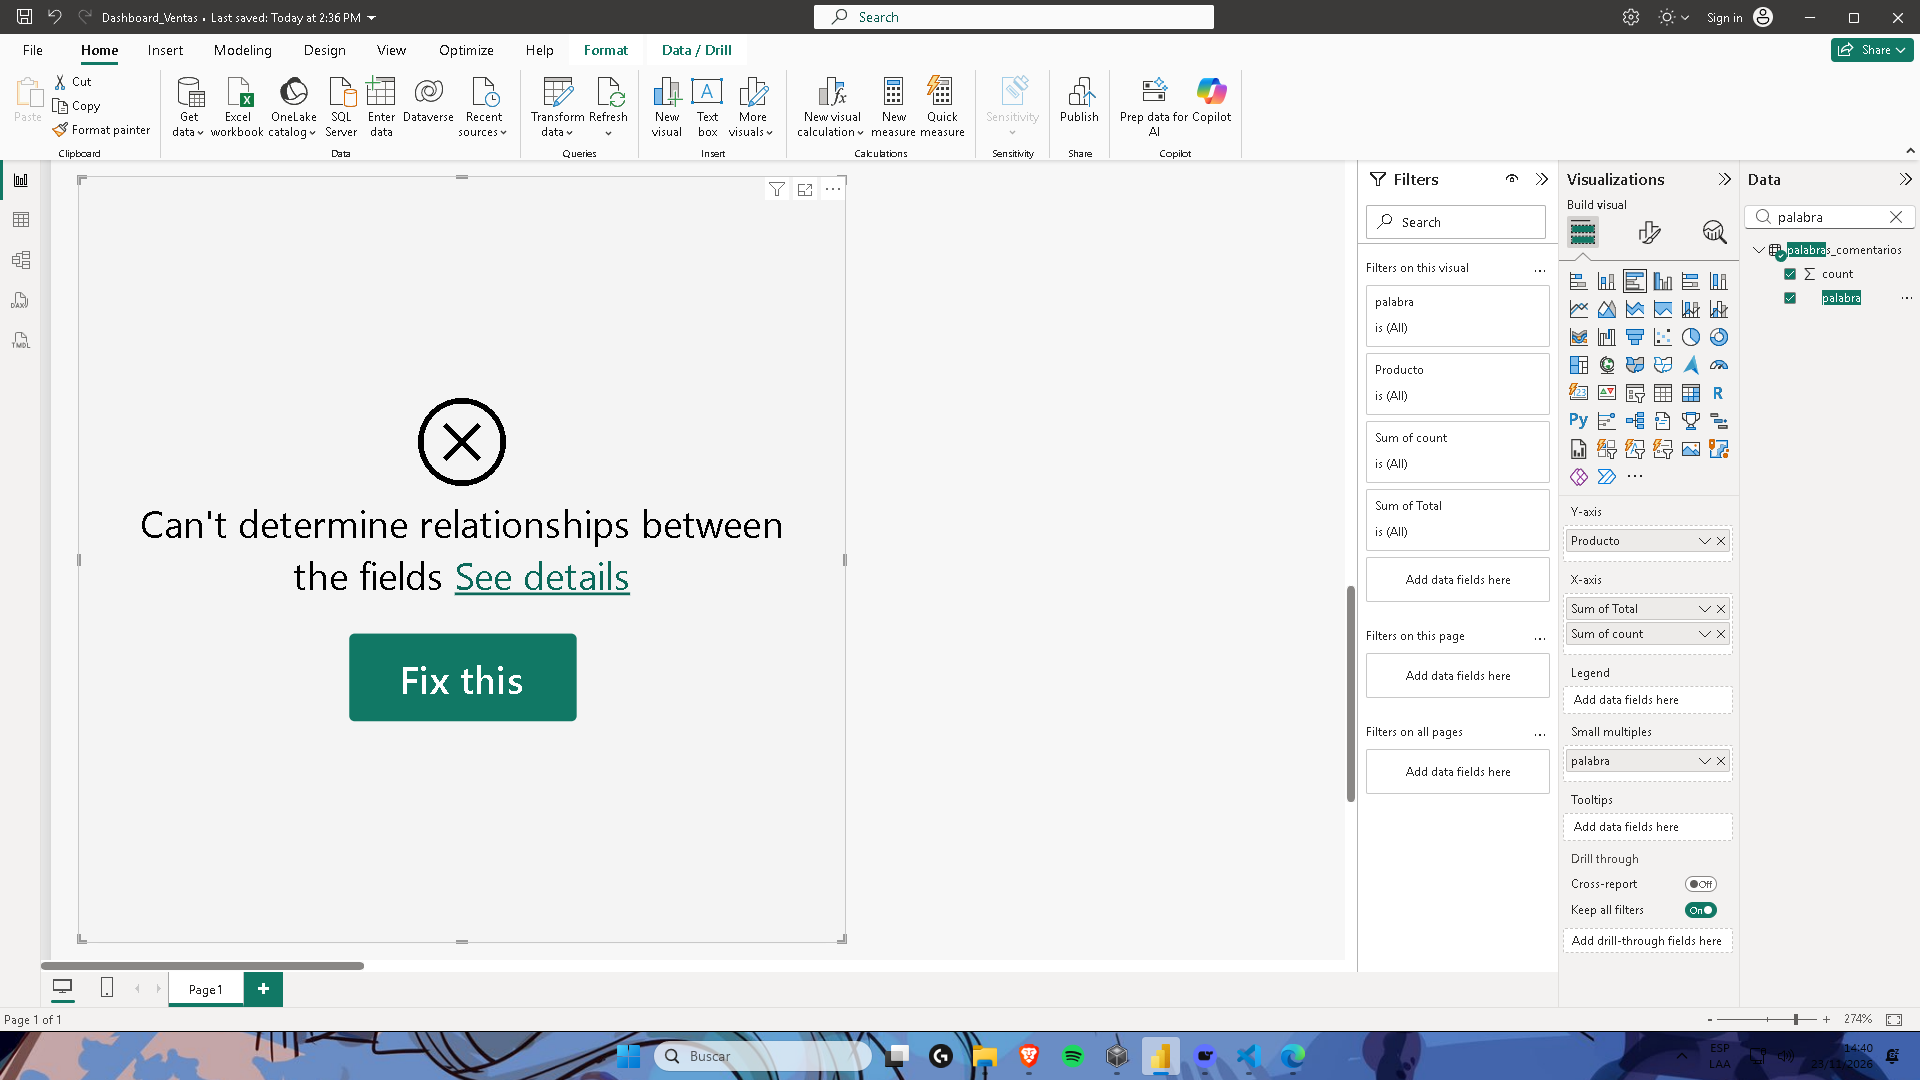 Dashboard_Ventas • Last saved: Today at 2:36 PM
Search
Sign in
File
Home
Insert
Modeling
Design
View
Optimize
Help
Format
Data / Drill
Share
Paste
Cut
Copy
Format painter
Clipboard
Get data
Excel workbook
OneLake catalog
SQL Server
Enter data
Dataverse
Recent sources
Data
Transform data
Refresh
Queries
New visual
Text box
More visuals
Insert
New visual calculation
New measure
Quick measure
Calculations
Sensitivity
Sensitivity
Publish
Share
Prep data for AI
Copilot
Copilot
DAX
TMDL
Can't determine relationships between
the fields See details
Fix this
Filters
Search
Filters on this visual
palabra
is (All)
Producto
is (All)
Sum of count
is (All)
Sum of Total
is (All)
Add data fields here
Filters on this page
Add data fields here
Filters on all pages
Add data fields here
Visualizations
Build visual
123
R
Py
Y-axis
Producto
X-axis
Sum of Total
Sum of count
Legend
Add data fields here
Small multiples
palabra
Tooltips
Add data fields here
Drill through
Cross-report
Off
Keep all filters
On
Add drill-through fields here
Data
palabra
palabras_comentarios
count
palabra
Page1
Page 1 of 1
274%
Buscar
ESP
LAA
14:40
23/11/2026